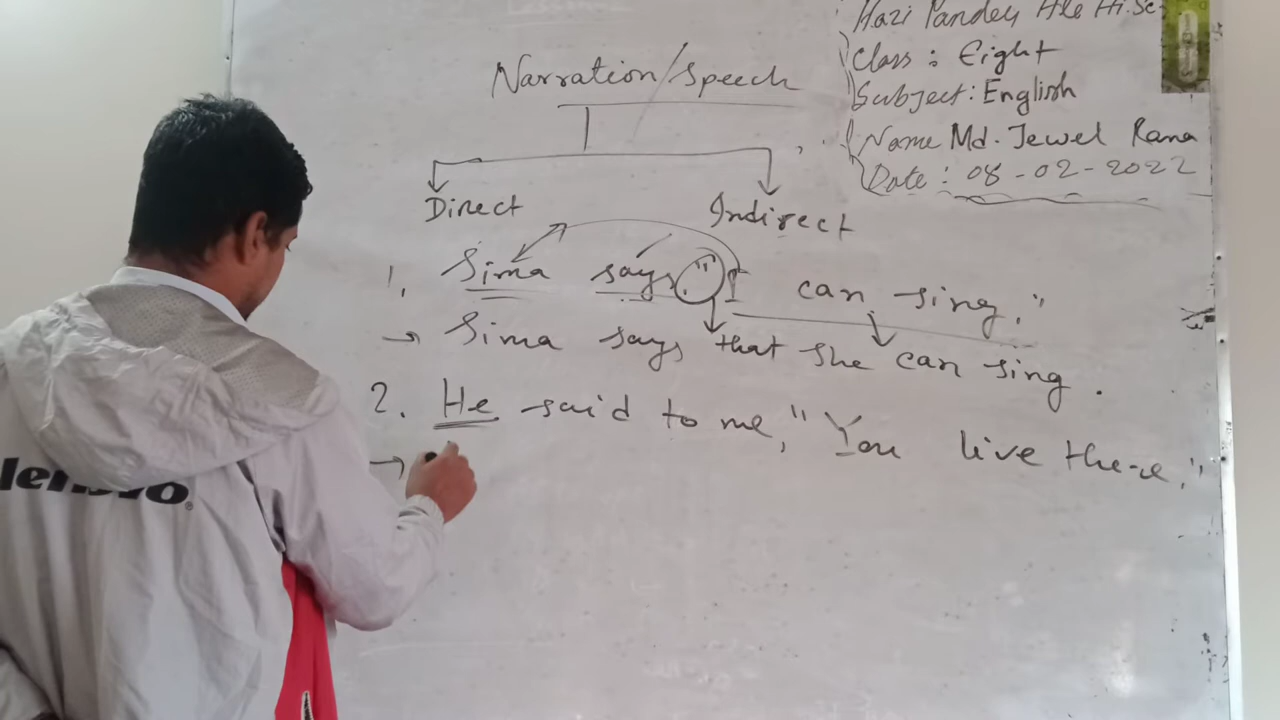 Hazi Pandey Ale Hi. Sc
Class : Eight
Subject: English
Name Md. Jewel Rana
Date : 08-02-2022
Narration/speech
Direct
Indirect
1. Sima says, "I can sing."
→ Sima says that she can sing.
2. He said to me, "You live there."
→
lenovo